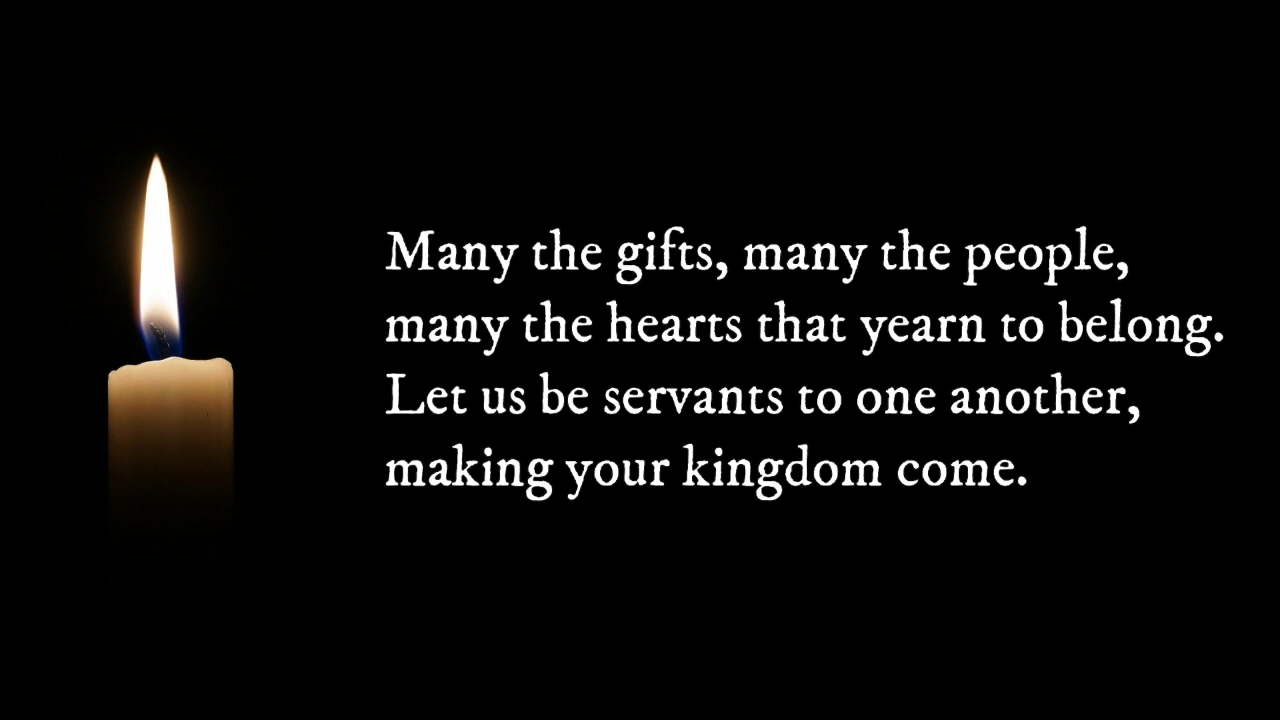 Many the gifts, many the people,
many the hearts that yearn to belong.
Let us be servants to one another,
making your kingdom come.